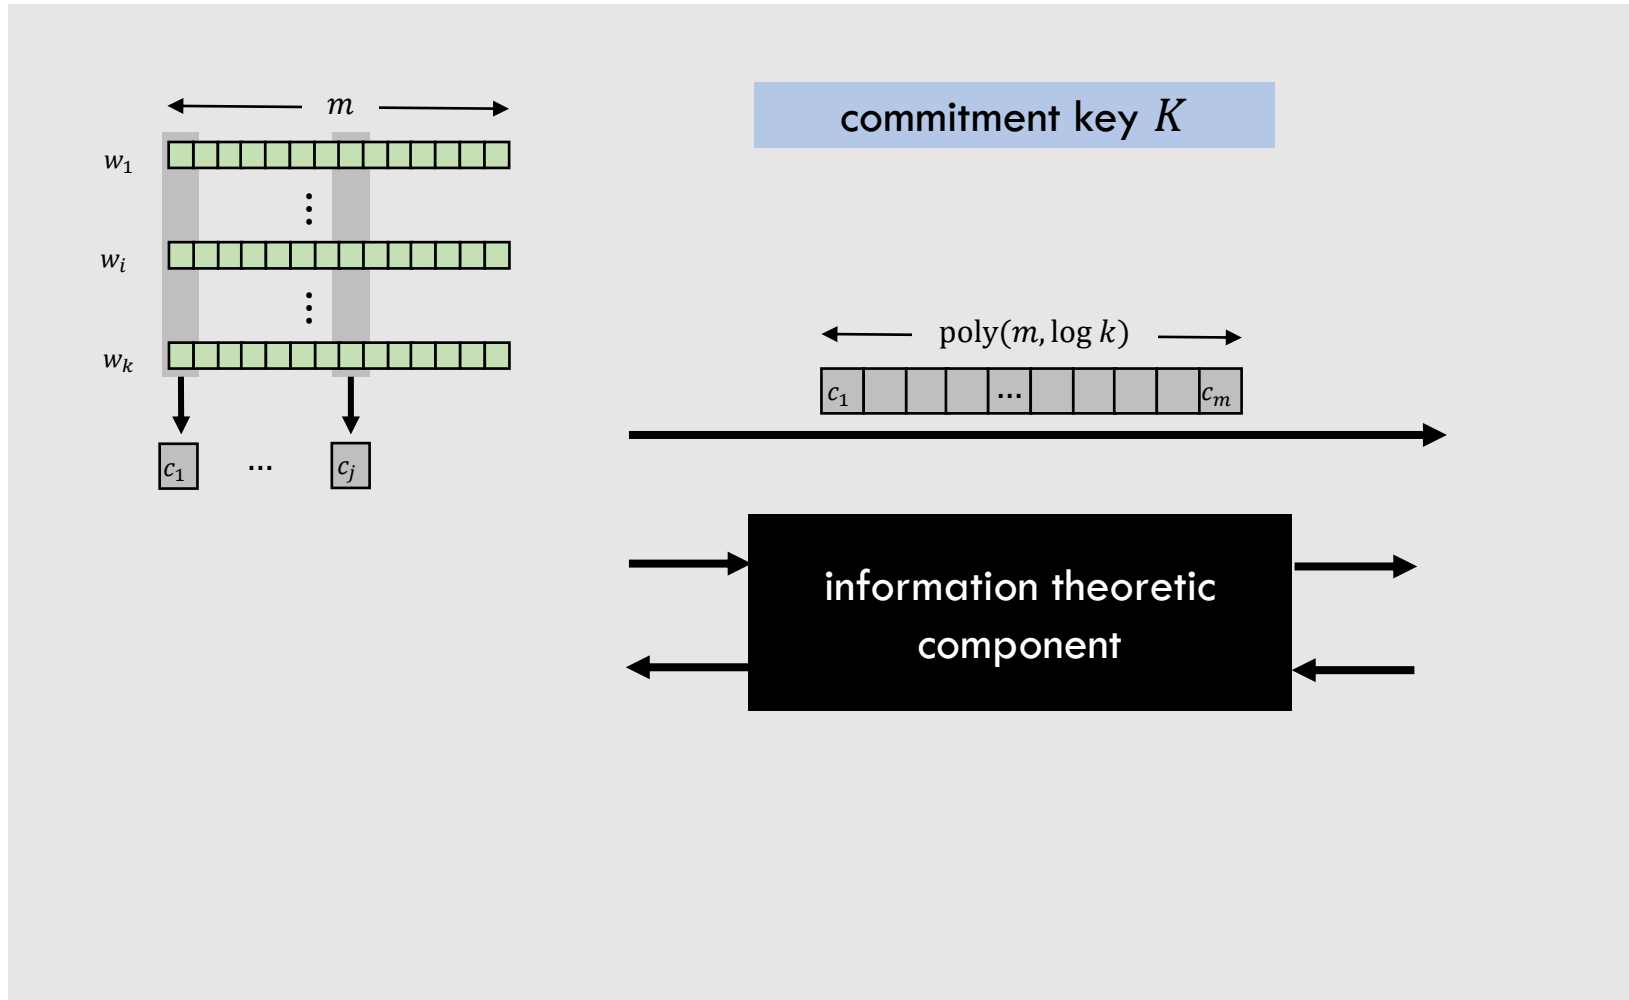 m
commitment key K
w₁
⋮
wᵢ
⋮
wₖ
poly(m, log k)
c₁ ... cₘ
c₁ ... cⱼ
information theoretic
component